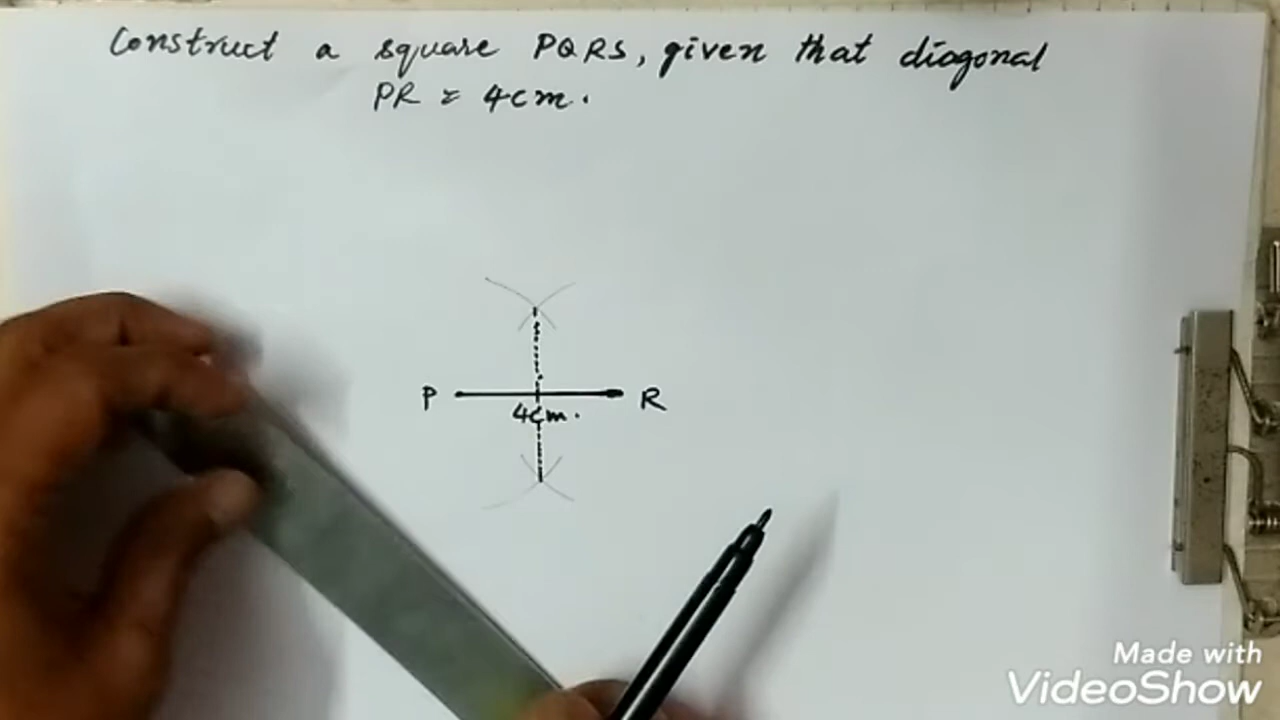 Construct a square PQRS, given that diagonal
PR = 4cm.
P R
4cm.
Made with
VideoShow